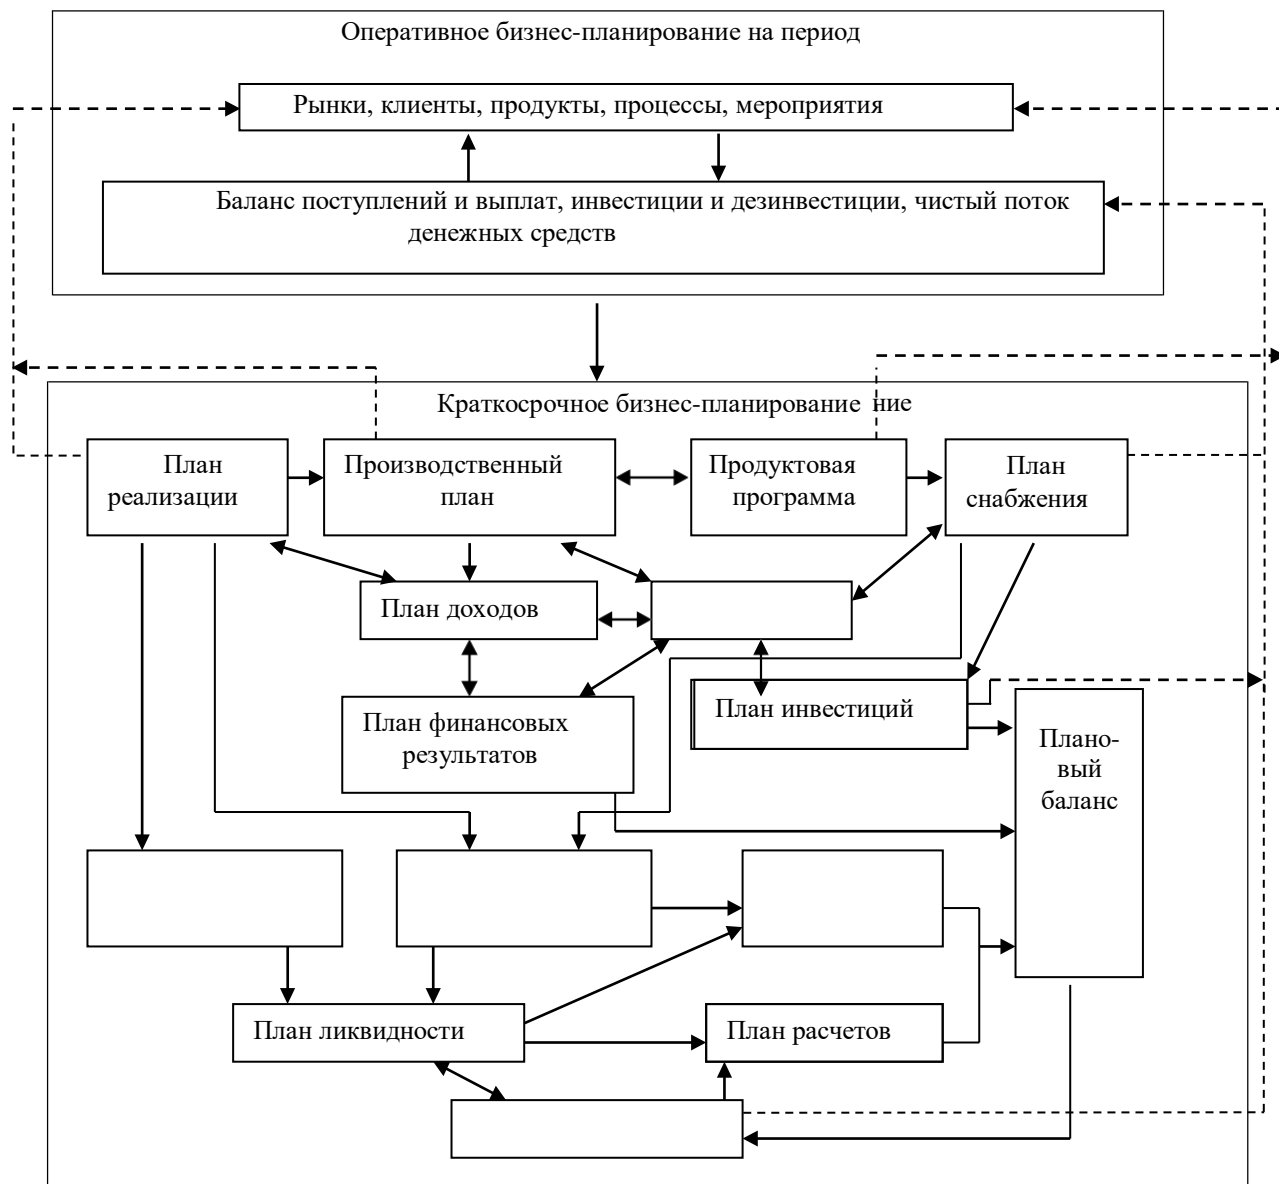 Оперативное бизнес-планирование на период
Рынки, клиенты, продукты, процессы, мероприятия
Баланс поступлений и выплат, инвестиции и дезинвестиции, чистый поток
денежных средств
Краткосрочное бизнес-планирование ние
План
реализации
Производственный
план
Продуктовая
программа
План
снабжения
План доходов
План финансовых
результатов
План инвестиций
Плано-
вый
баланс
План ликвидности
План расчетов